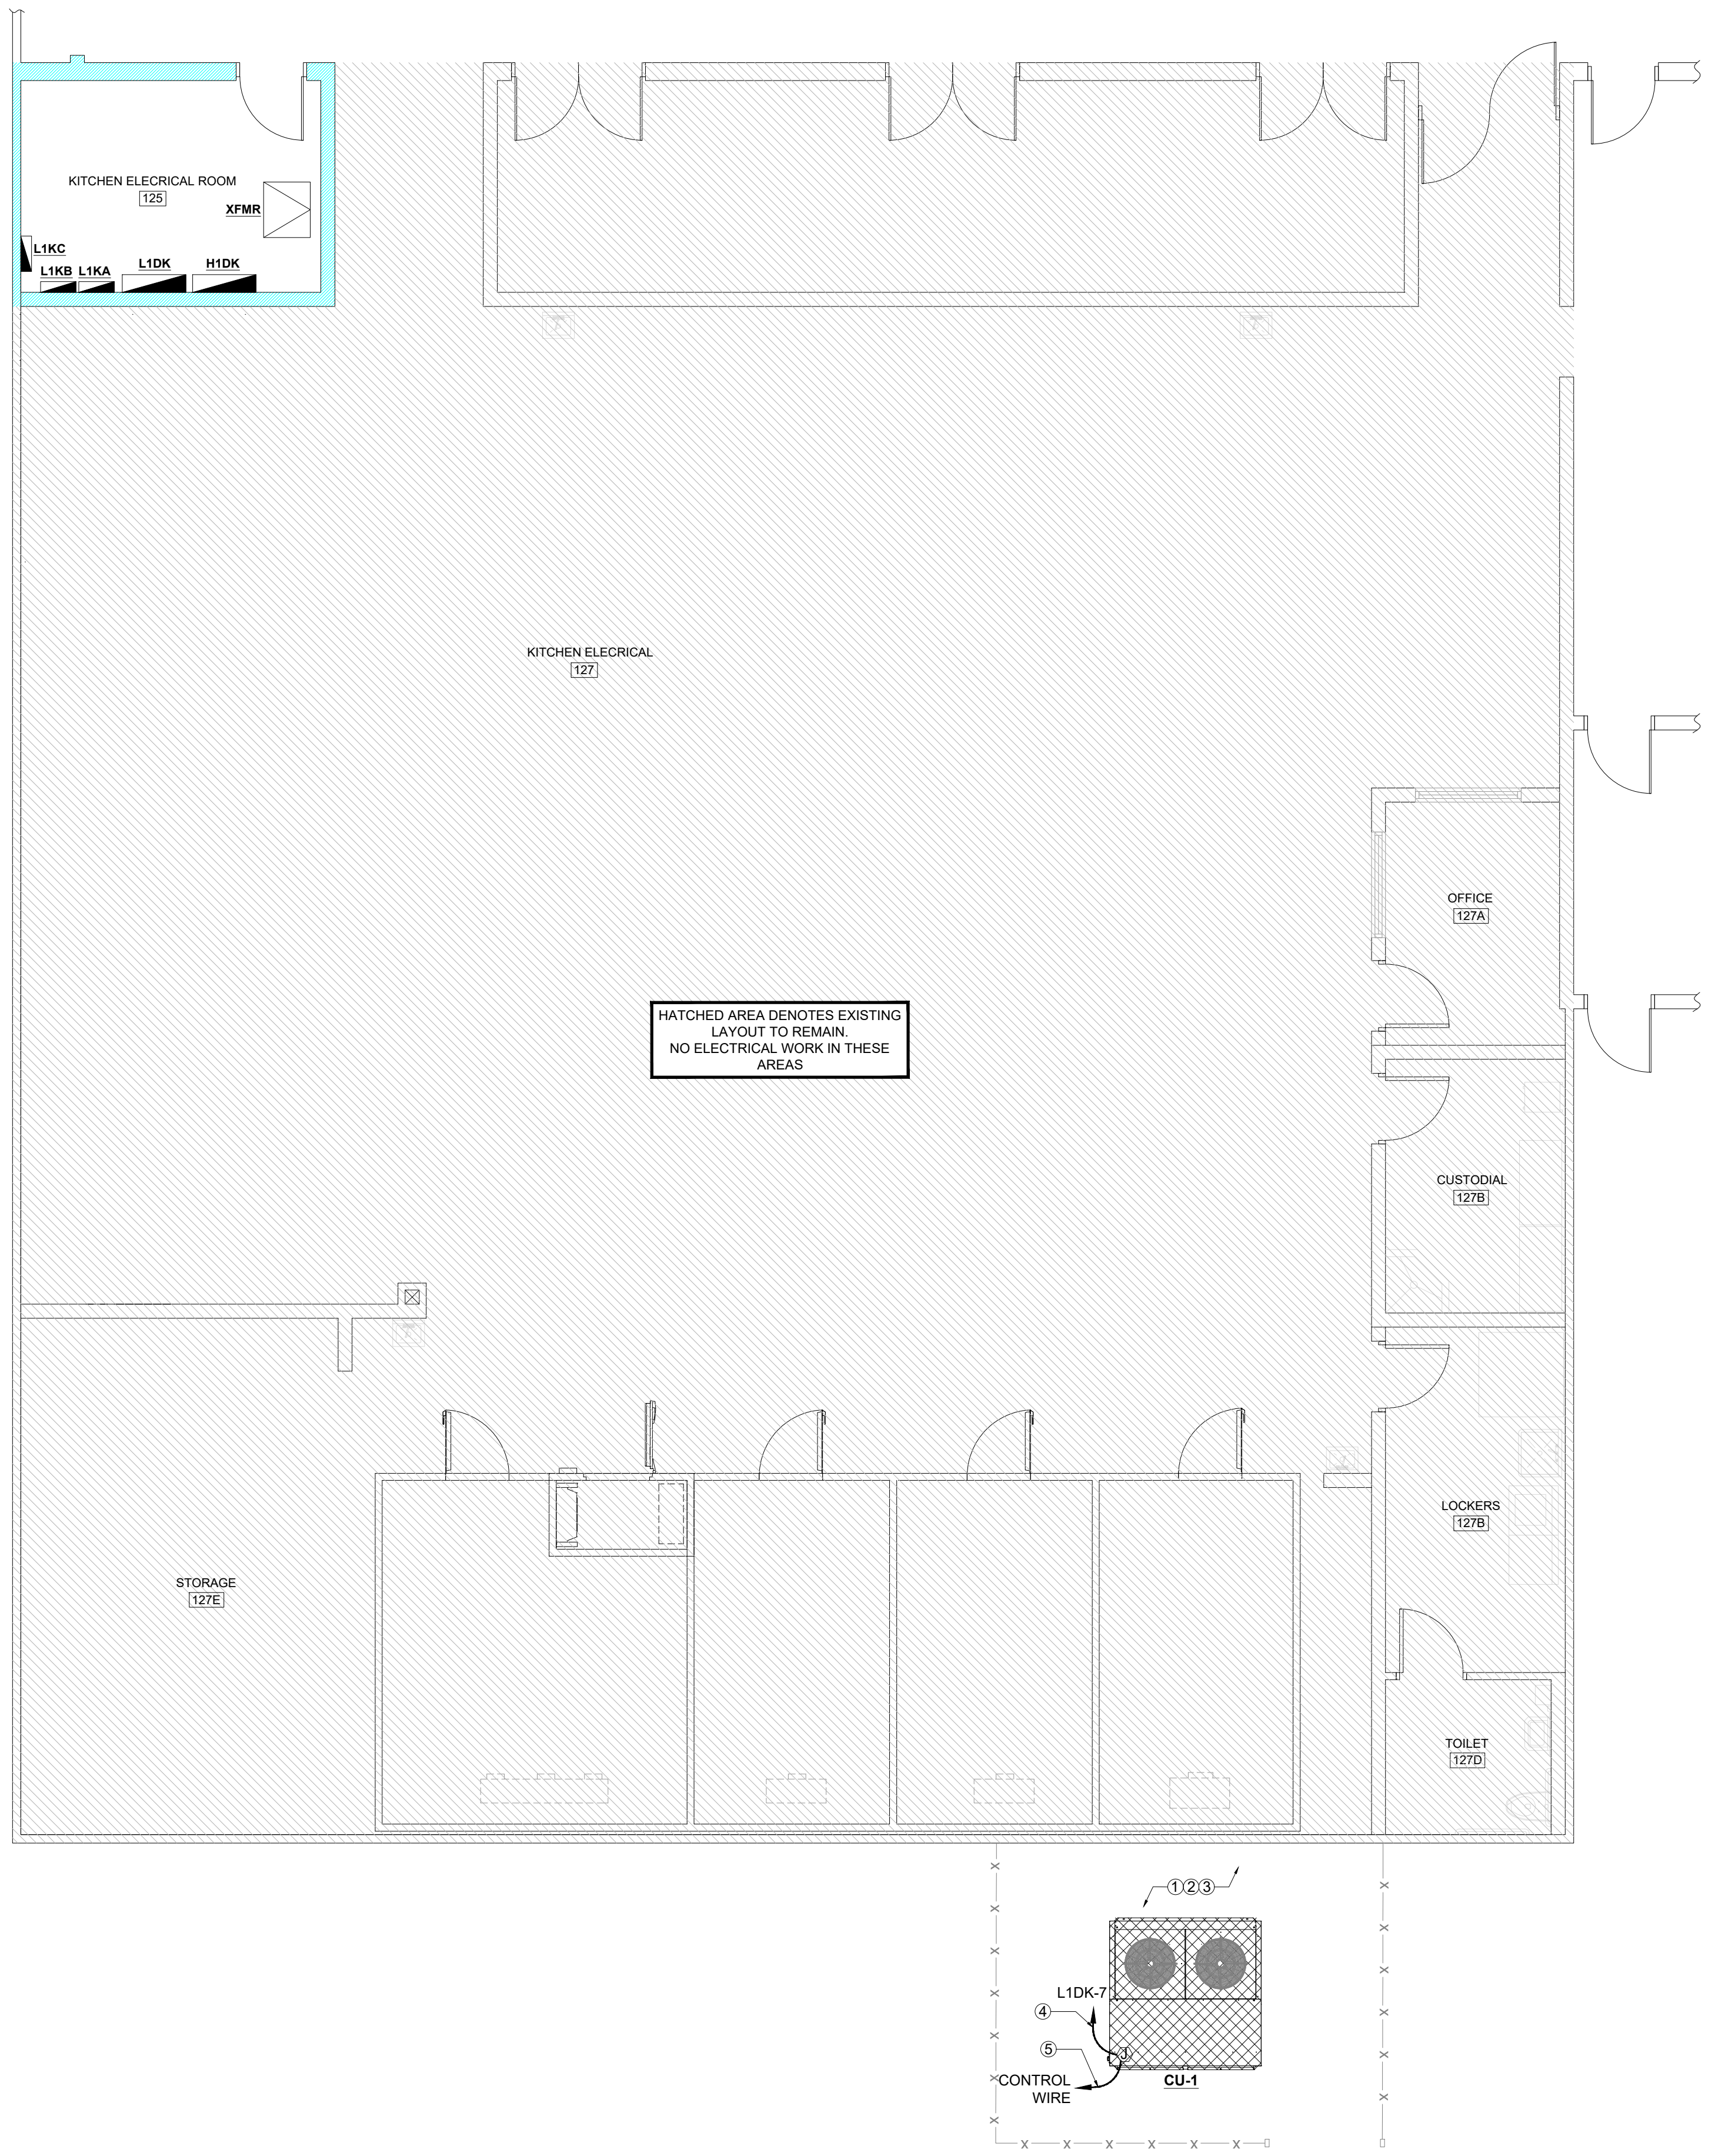 KITCHEN ELECRICAL ROOM
125
XFMR
L1KC
L1KB
L1KA
L1DK
H1DK
KITCHEN ELECRICAL
127
OFFICE
127A
HATCHED AREA DENOTES EXISTING
LAYOUT TO REMAIN.
NO ELECTRICAL WORK IN THESE
AREAS
CUSTODIAL
127B
LOCKERS
127B
STORAGE
127E
TOILET
127D
1 2 3
L1DK-7
4
5
J
CONTROL
WIRE
CU-1